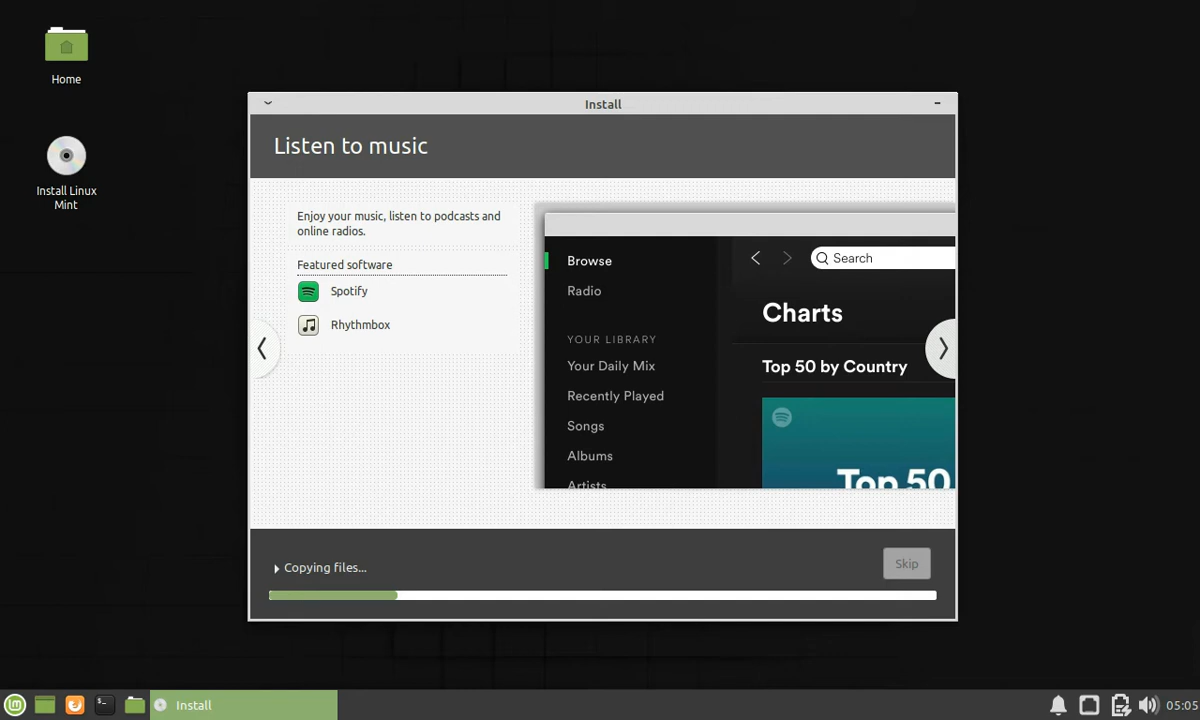 Home
Install Linux
Mint
Install
Listen to music
Enjoy your music, listen to podcasts and
online radios.
Featured software
Spotify
Rhythmbox
Browse
Radio
YOUR LIBRARY
Your Daily Mix
Recently Played
Songs
Albums
Artists
Search
Charts
Top 50 by Country
Top 50
Copying files...
Skip
Install
05:05